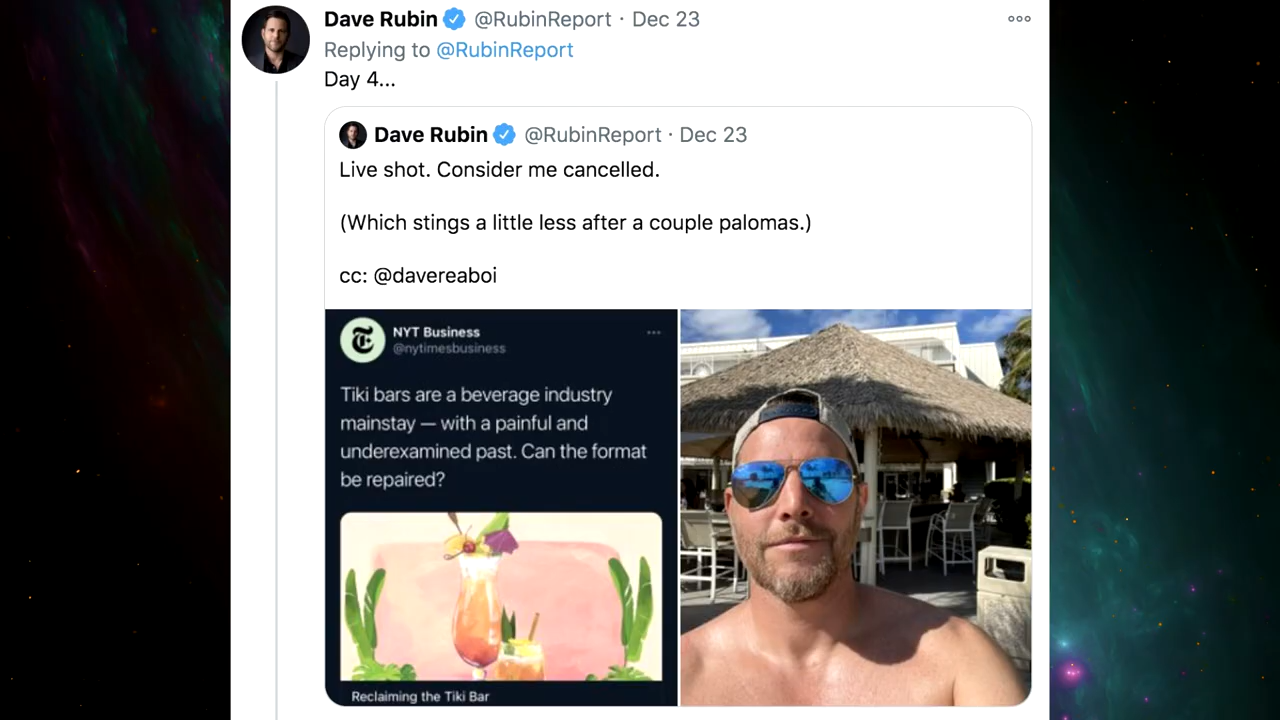 Dave Rubin @RubinReport · Dec 23
Replying to @RubinReport
Day 4...
Dave Rubin @RubinReport · Dec 23
Live shot. Consider me cancelled.
(Which stings a little less after a couple palomas.)
cc: @davereaboi
NYT Business
@nytimesbusiness
Tiki bars are a beverage industry
mainstay — with a painful and
underexamined past. Can the format
be repaired?
Reclaiming the Tiki Bar